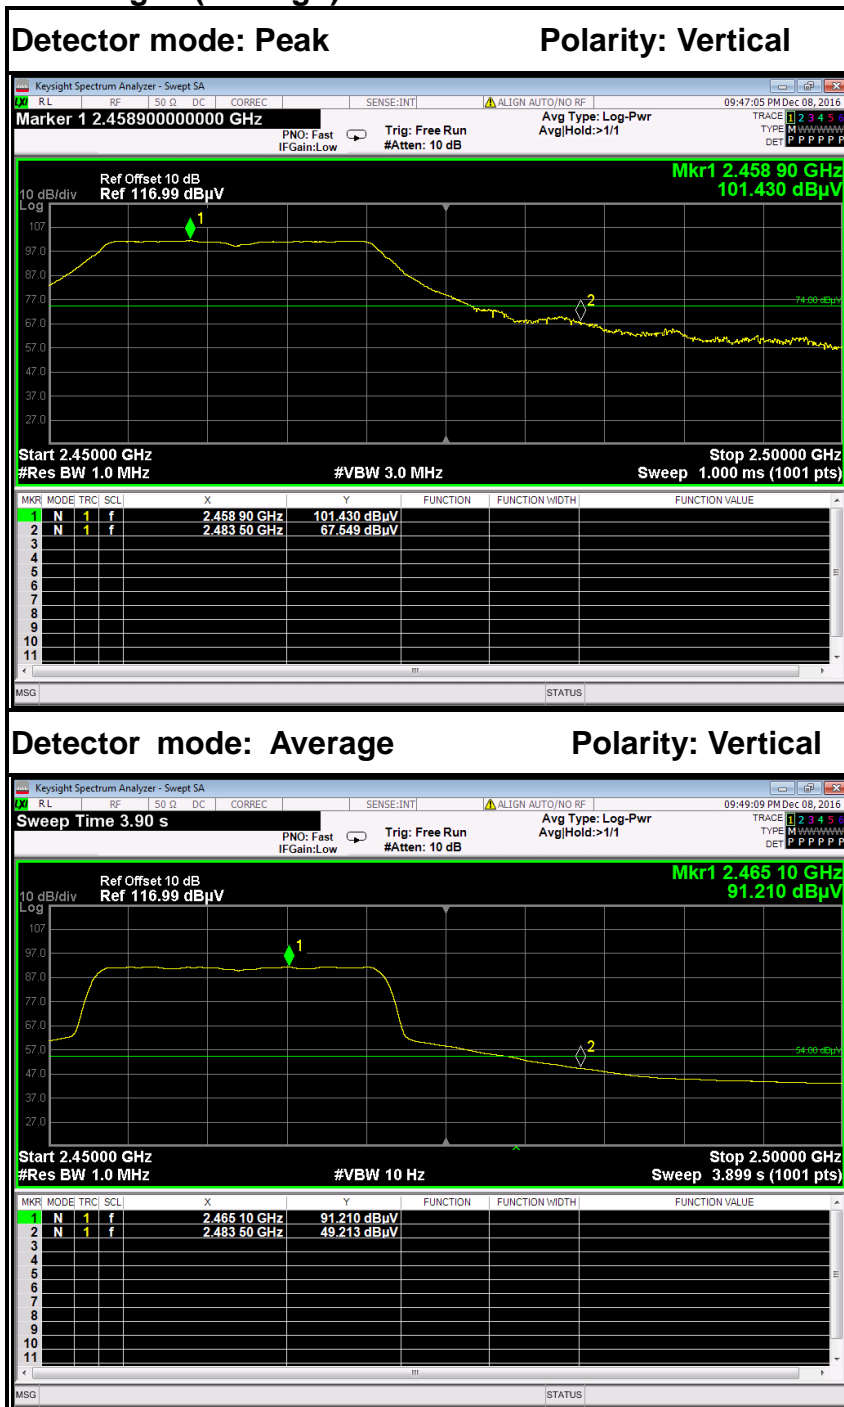 Detector mode: Peak Polarity: Vertical
Keysight Spectrum Analyzer - Swept SA
LXI RL RF 50 Ω DC CORREC SENSE:INT ALIGN AUTO/NO RF 09:47:05 PM Dec 08, 2016
Marker 1 2.458900000000 GHz
PNO: Fast
IFGain:Low
Trig: Free Run
#Atten: 10 dB
Avg Type: Log-Pwr
Avg|Hold:>1/1
TRACE 1 2 3 4 5 6
TYPE M WWWWW
DET P P P P P P
Mkr1 2.458 90 GHz
101.430 dBµV
Ref Offset 10 dB
10 dB/div Ref 116.99 dBµV
Log
1
107
97.0
87.0
77.0
2
74.00 dBµV
67.0
57.0
47.0
37.0
27.0
Start 2.45000 GHz Stop 2.50000 GHz
#Res BW 1.0 MHz #VBW 3.0 MHz Sweep 1.000 ms (1001 pts)
MKR MODE TRC SCL X Y FUNCTION FUNCTION WIDTH FUNCTION VALUE
1 N 1 f 2.458 90 GHz 101.430 dBµV
2 N 1 f 2.483 50 GHz 67.549 dBµV
3
4
5
6
7
8
9
10
11
MSG STATUS
Detector mode: Average Polarity: Vertical
Keysight Spectrum Analyzer - Swept SA
LXI RL RF 50 Ω DC CORREC SENSE:INT ALIGN AUTO/NO RF 09:49:09 PM Dec 08, 2016
Sweep Time 3.90 s
PNO: Fast
IFGain:Low
Trig: Free Run
#Atten: 10 dB
Avg Type: Log-Pwr
Avg|Hold:>1/1
TRACE 1 2 3 4 5 6
TYPE M WWWWW
DET P P P P P P
Mkr1 2.465 10 GHz
91.210 dBµV
Ref Offset 10 dB
10 dB/div Ref 116.99 dBµV
Log
107
1
97.0
87.0
77.0
67.0
57.0
2
54.00 dBµV
47.0
37.0
27.0
Start 2.45000 GHz Stop 2.50000 GHz
#Res BW 1.0 MHz #VBW 10 Hz Sweep 3.899 s (1001 pts)
MKR MODE TRC SCL X Y FUNCTION FUNCTION WIDTH FUNCTION VALUE
1 N 1 f 2.465 10 GHz 91.210 dBµV
2 N 1 f 2.483 50 GHz 49.213 dBµV
3
4
5
6
7
8
9
10
11
MSG STATUS